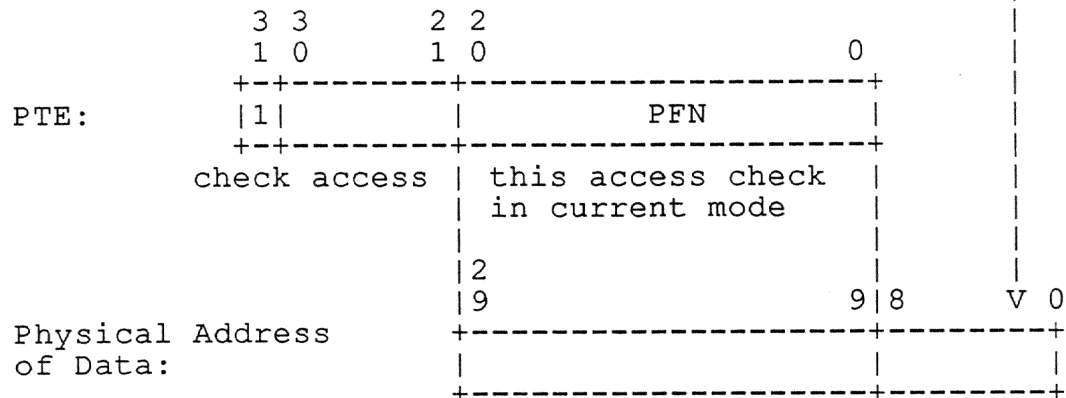 3 3 2 2
1 0 1 0 0
+-+---------+---------------------+
PTE: |1| | PFN |
+-+---------+---------------------+
check access | this access check |
| in current mode |
|2
|9 9|8 V 0
Physical Address +---------------------+---------+
of Data: | | |
+---------------------+---------+